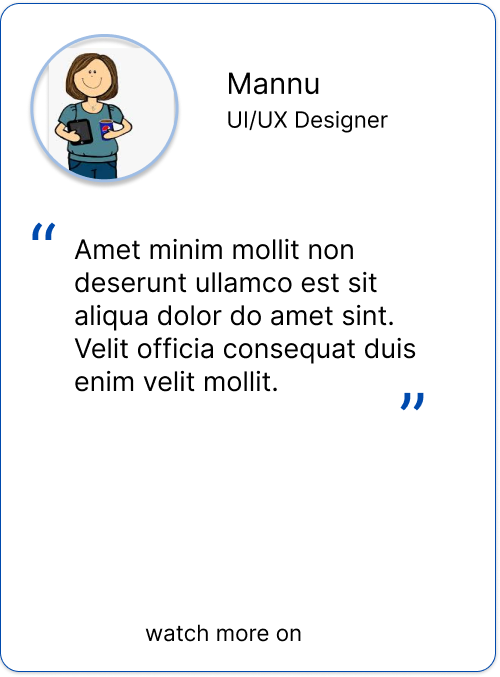 Mannu
UI/UX Designer
“
Amet minim mollit non
deserunt ullamco est sit
aliqua dolor do amet sint.
Velit officia consequat duis
enim velit mollit.
”
watch more on